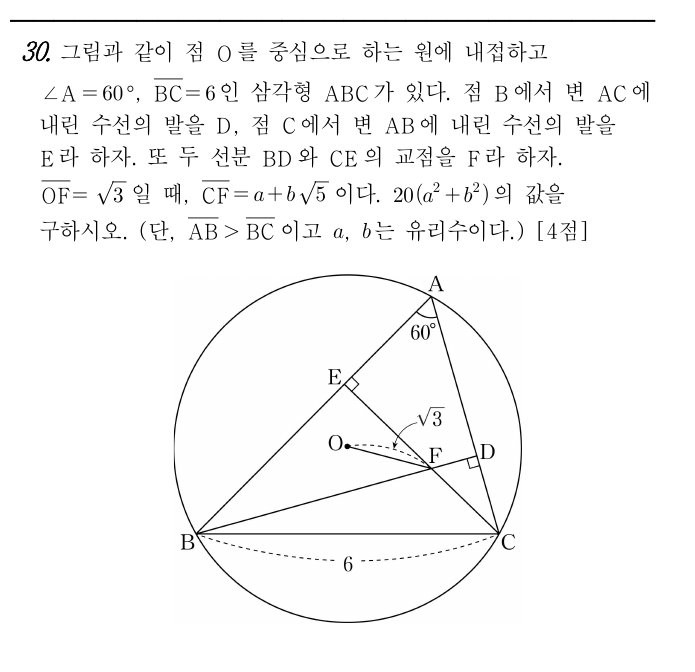 30. 그림과 같이 점 O를 중심으로 하는 원에 내접하고
∠A=60°, \overline{BC}=6인 삼각형 ABC가 있다. 점 B에서 변 AC에
내린 수선의 발을 D, 점 C에서 변 AB에 내린 수선의 발을
E라 하자. 또 두 선분 BD와 CE의 교점을 F라 하자.
\overline{OF}=√3일 때, \overline{CF}=a+b√5이다. 20(a²+b²)의 값을
구하시오. (단, \overline{AB}>\overline{BC}이고 a, b는 유리수이다.) [4점]
A
60°
E
√3
O
F
D
B
C
6